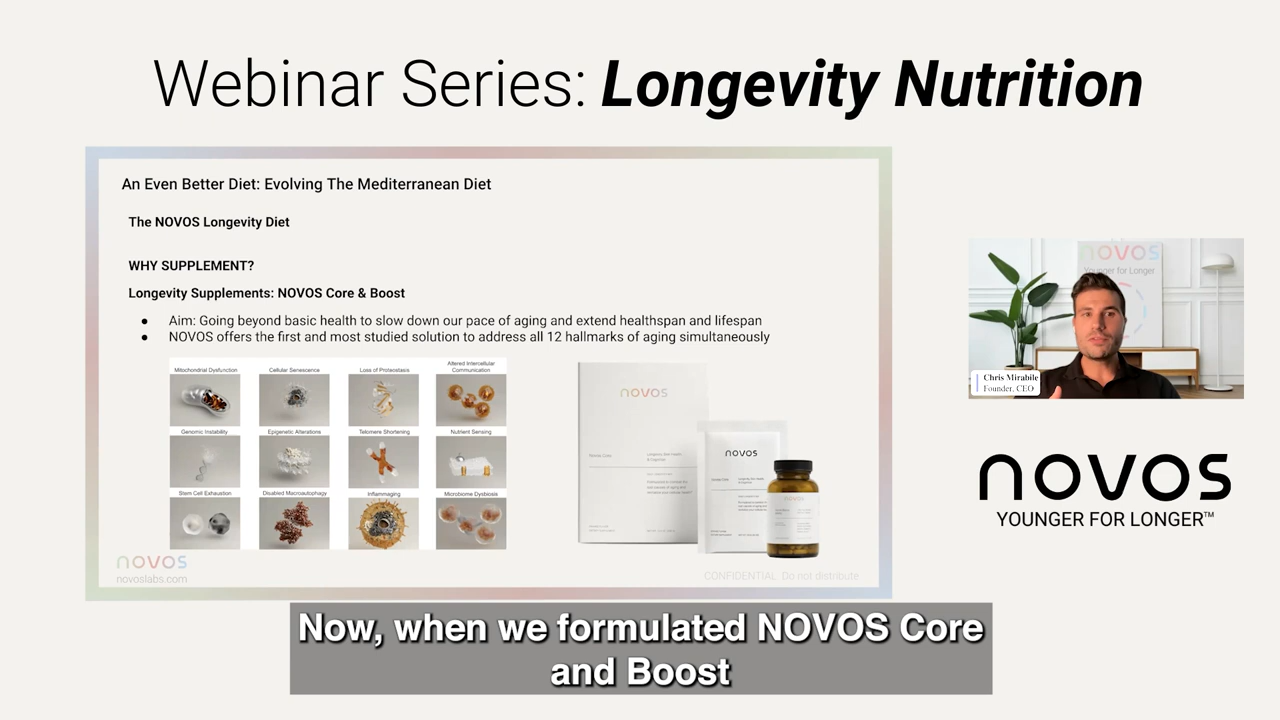 Webinar Series: Longevity Nutrition
An Even Better Diet: Evolving The Mediterranean Diet
The NOVOS Longevity Diet
WHY SUPPLEMENT?
Longevity Supplements: NOVOS Core & Boost
● Aim: Going beyond basic health to slow down our pace of aging and extend healthspan and lifespan
● NOVOS offers the first and most studied solution to address all 12 hallmarks of aging simultaneously
Mitochondrial Dysfunction
Cellular Senescence
Loss of Proteostasis
Altered Intercellular
Communication
Genomic Instability
Epigenetic Alterations
Telomere Shortening
Nutrient Sensing
Stem Cell Exhaustion
Disabled Macroautophagy
Inflammaging
Microbiome Dysbiosis
novos
novos
novos
novoslabs.com
CONFIDENTIAL: Do not distribute
novos
Younger for Longer
Chris Mirabile
Founder, CEO
novos
YOUNGER FOR LONGER™
Now, when we formulated NOVOS Core
and Boost